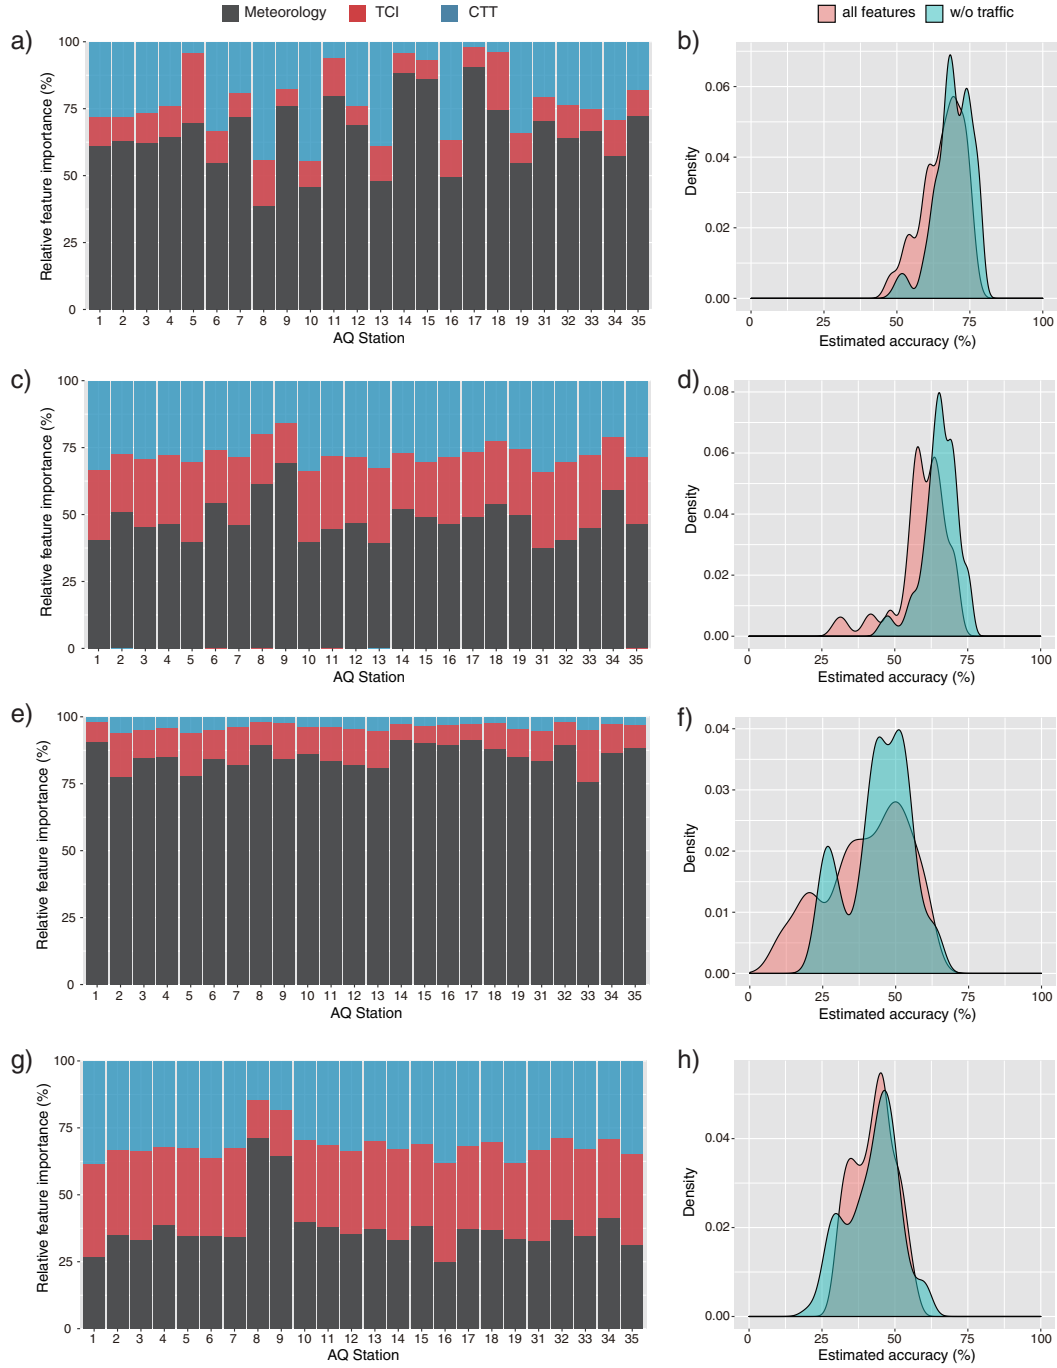 Meteorology TCI CTT
all features w/o traffic
a)
Relative feature importance (%)
100
75
50
25
0
1 2 3 4 5 6 7 8 9 10 11 12 13 14 15 16 17 18 19 31 32 33 34 35
AQ Station
b)
Density
0.06
0.04
0.02
0.00
0 25 50 75 100
Estimated accuracy (%)
c)
Relative feature importance (%)
100
75
50
25
0
1 2 3 4 5 6 7 8 9 10 11 12 13 14 15 16 17 18 19 31 32 33 34 35
AQ Station
d)
Density
0.08
0.06
0.04
0.02
0.00
0 25 50 75 100
Estimated accuracy (%)
e)
Relative feature importance (%)
100
75
50
25
0
1 2 3 4 5 6 7 8 9 10 11 12 13 14 15 16 17 18 19 31 32 33 34 35
AQ Station
f)
Density
0.04
0.03
0.02
0.01
0.00
0 25 50 75 100
Estimated accuracy (%)
g)
Relative feature importance (%)
100
75
50
25
0
1 2 3 4 5 6 7 8 9 10 11 12 13 14 15 16 17 18 19 31 32 33 34 35
AQ Station
h)
Density
0.04
0.02
0.00
0 25 50 75 100
Estimated accuracy (%)